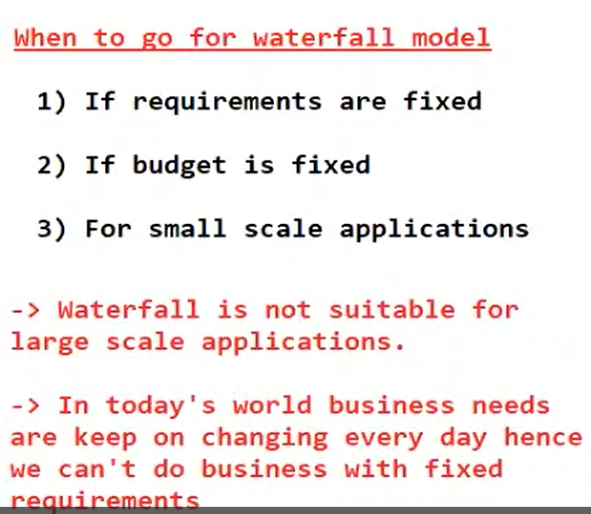 When to go for waterfall model
1) If requirements are fixed
2) If budget is fixed
3) For small scale applications
-> Waterfall is not suitable for
large scale applications.
-> In today's world business needs
are keep on changing every day hence
we can't do business with fixed
requirements